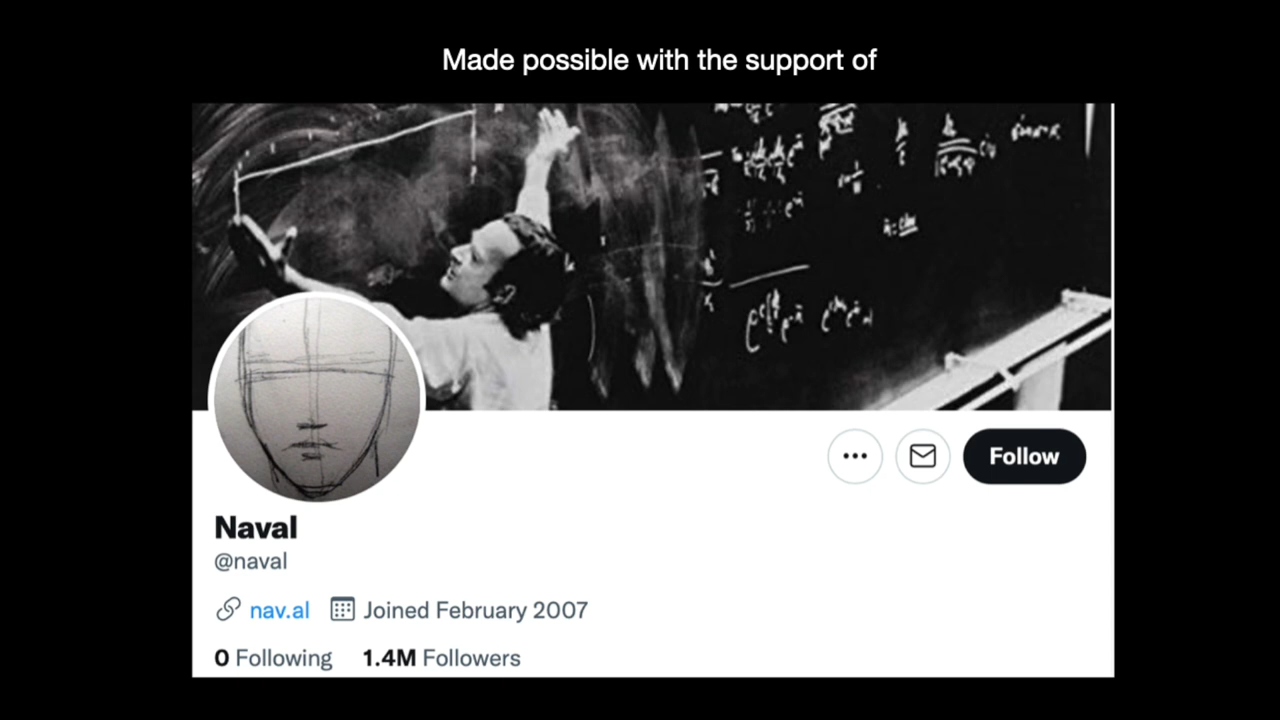 Made possible with the support of
Follow
Naval
@naval
nav.al Joined February 2007
0 Following 1.4M Followers